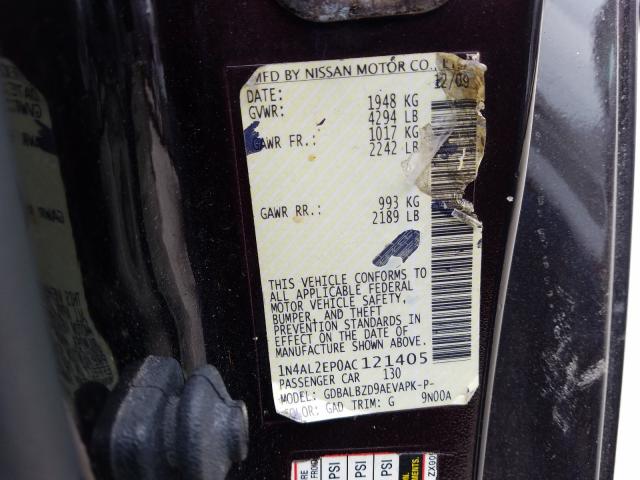 MFD BY NISSAN MOTOR CO., LTD
DATE: 12/09
GVWR: 1948 KG
4294 LB
GAWR FR.: 1017 KG
2242 LB
GAWR RR.: 993 KG
2189 LB
THIS VEHICLE CONFORMS TO
ALL APPLICABLE FEDERAL
MOTOR VEHICLE SAFETY,
BUMPER, AND THEFT
PREVENTION STANDARDS IN
EFFECT ON THE DATE OF
MANUFACTURE SHOWN ABOVE.
1N4AL2EP0AC121405
PASSENGER CAR 130
MODEL: GDBALBZD9AEVAPK-P-
COLOR: GAD TRIM: G 9N00A
PSI PSI PSI